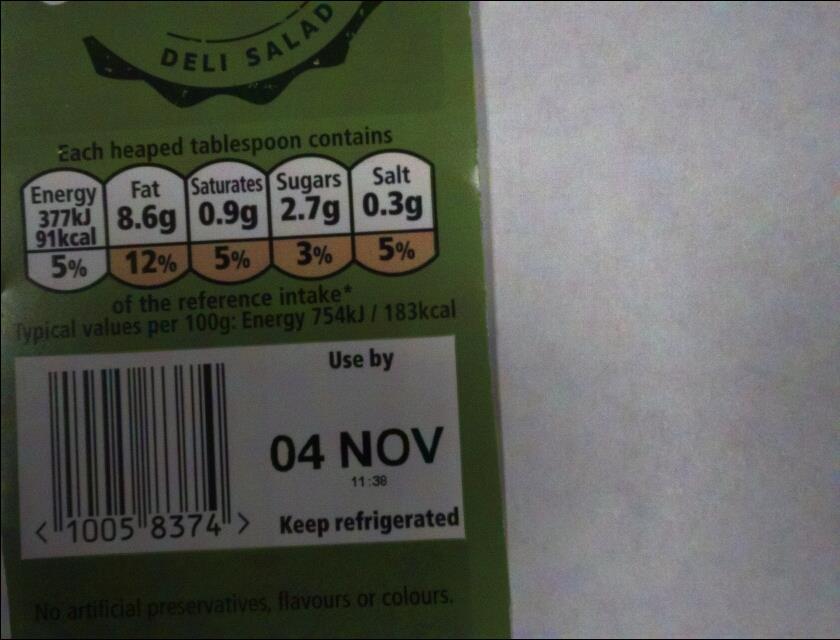 DELI SALAD
Each heaped tablespoon contains
Energy 377kJ 91kcal 5%
Fat 8.6g 12%
Saturates 0.9g 5%
Sugars 2.7g 3%
Salt 0.3g 5%
of the reference intake*
Typical values per 100g: Energy 754kJ / 183kcal
Use by
04 NOV
11:38
< 1005 8374 >
Keep refrigerated
No artificial preservatives, flavours or colours.